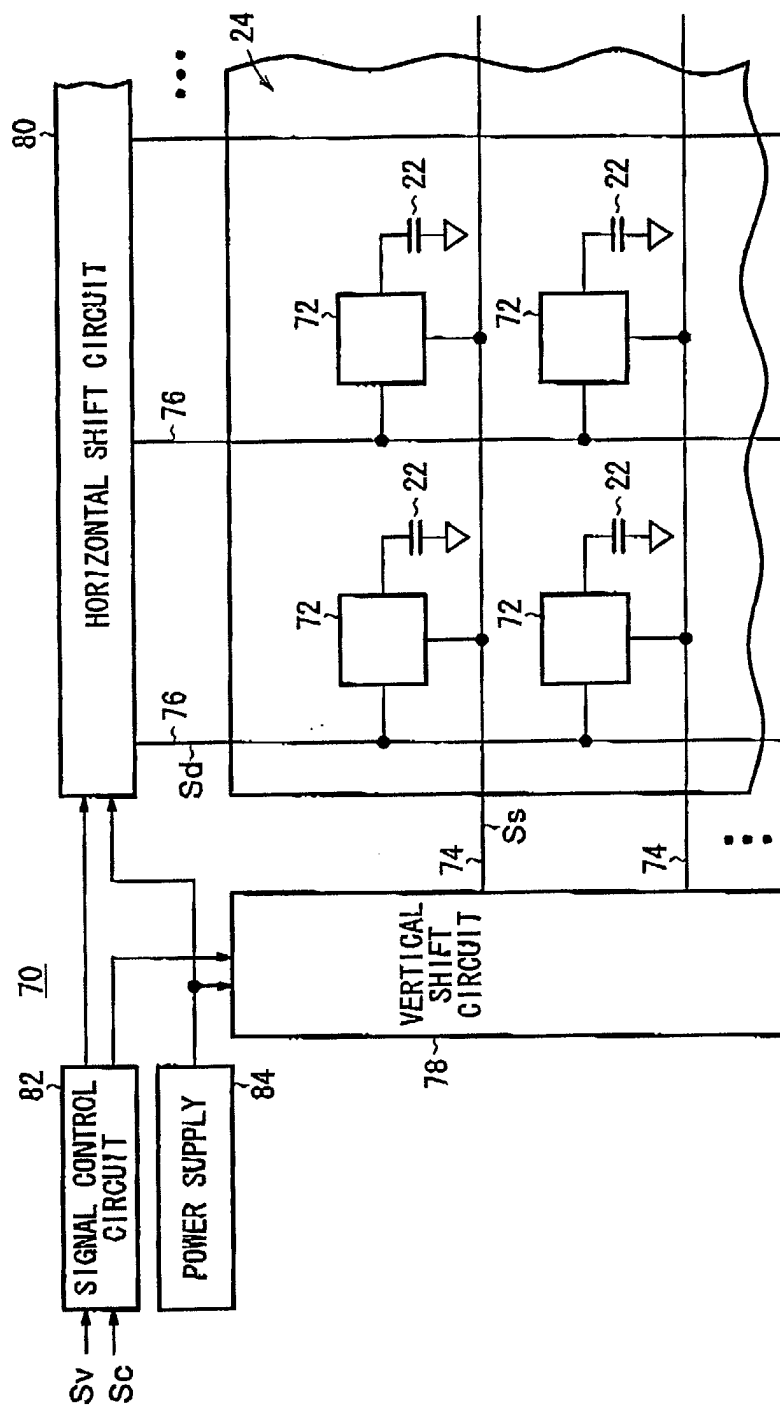 70
Sv
Sc
82
SIGNAL CONTROL
CIRCUIT
84
POWER SUPPLY
80
HORIZONTAL SHIFT CIRCUIT
78
VERTICAL
SHIFT
CIRCUIT
Sd
76
76
...
24
74
Ss
72
22
72
22
74
72
22
72
22
...